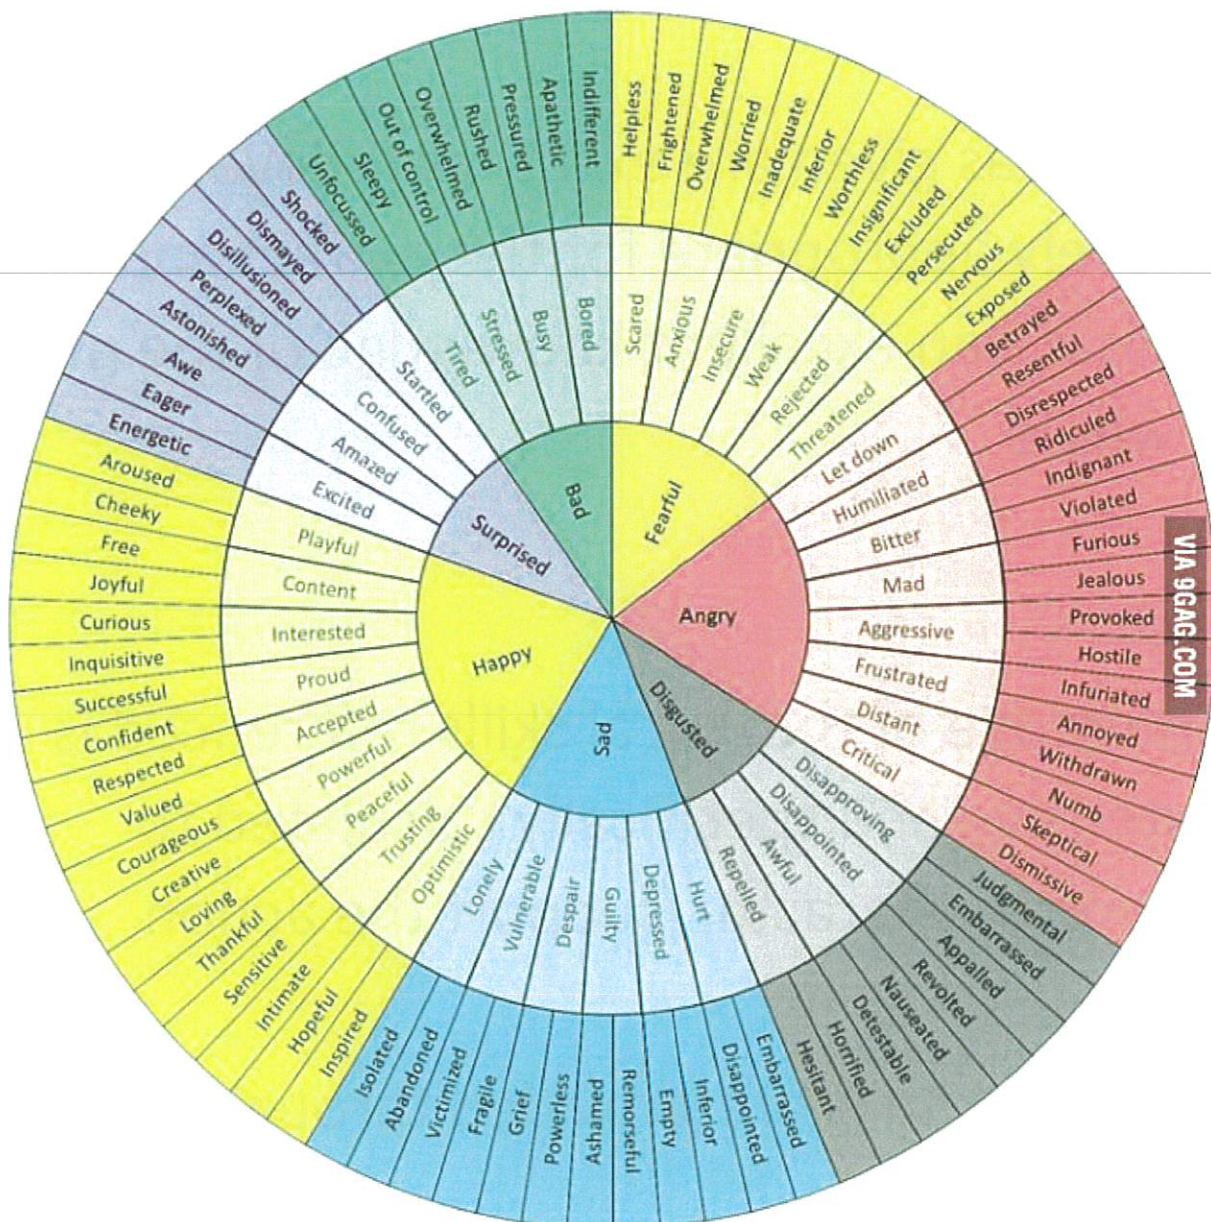 Fearful
Angry
Disgusted
Sad
Happy
Surprised
Bad
Scared
Anxious
Insecure
Weak
Rejected
Threatened
Let down
Humiliated
Bitter
Mad
Aggressive
Frustrated
Distant
Critical
Disapproving
Disappointed
Awful
Repelled
Hurt
Depressed
Guilty
Despair
Vulnerable
Lonely
Optimistic
Trusting
Peaceful
Powerful
Accepted
Proud
Interested
Content
Playful
Excited
Amazed
Confused
Startled
Tired
Stressed
Busy
Bored
Helpless
Frightened
Overwhelmed
Worried
Inadequate
Inferior
Worthless
Insignificant
Excluded
Persecuted
Nervous
Exposed
Betrayed
Resentful
Disrespected
Ridiculed
Indignant
Violated
Furious
Jealous
Provoked
Hostile
Infuriated
Annoyed
Withdrawn
Numb
Skeptical
Dismissive
Judgmental
Embarrassed
Appalled
Revolted
Nauseated
Detestable
Horrified
Hesitant
Embarrassed
Disappointed
Inferior
Empty
Remorseful
Ashamed
Powerless
Grief
Fragile
Victimized
Abandoned
Isolated
Inspired
Hopeful
Intimate
Sensitive
Thankful
Loving
Creative
Courageous
Valued
Respected
Confident
Successful
Inquisitive
Curious
Joyful
Free
Cheeky
Aroused
Energetic
Eager
Awe
Astonished
Perplexed
Disillusioned
Dismayed
Shocked
Unfocussed
Sleepy
Out of control
Overwhelmed
Rushed
Pressured
Apathetic
Indifferent
VIA 9GAG.COM